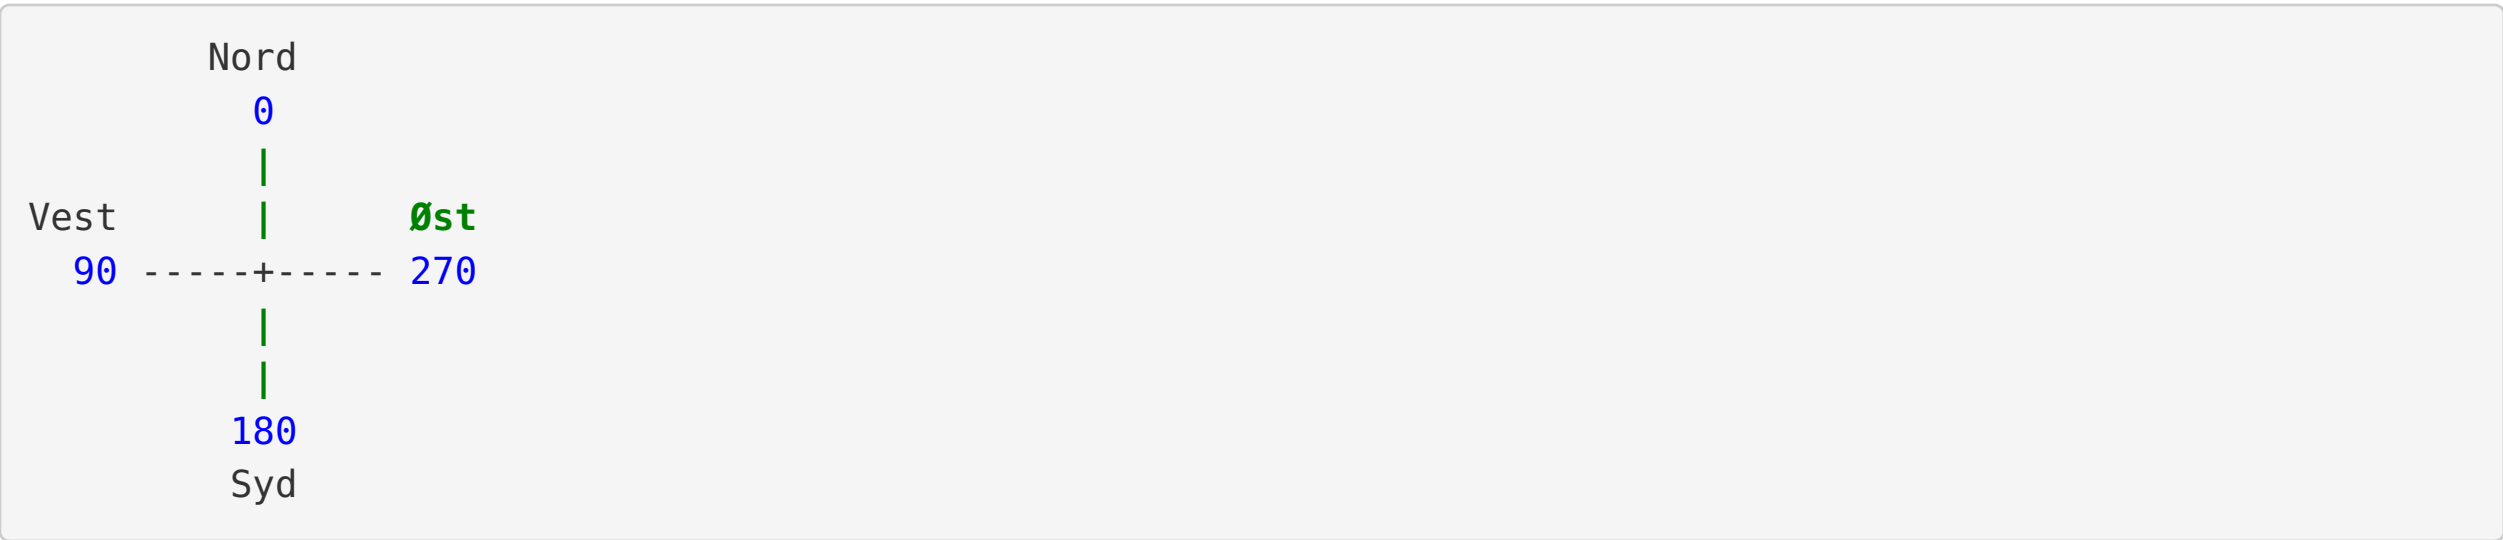 Nord
0
|
Vest | Øst
90 -----+----- 270
|
|
180
Syd